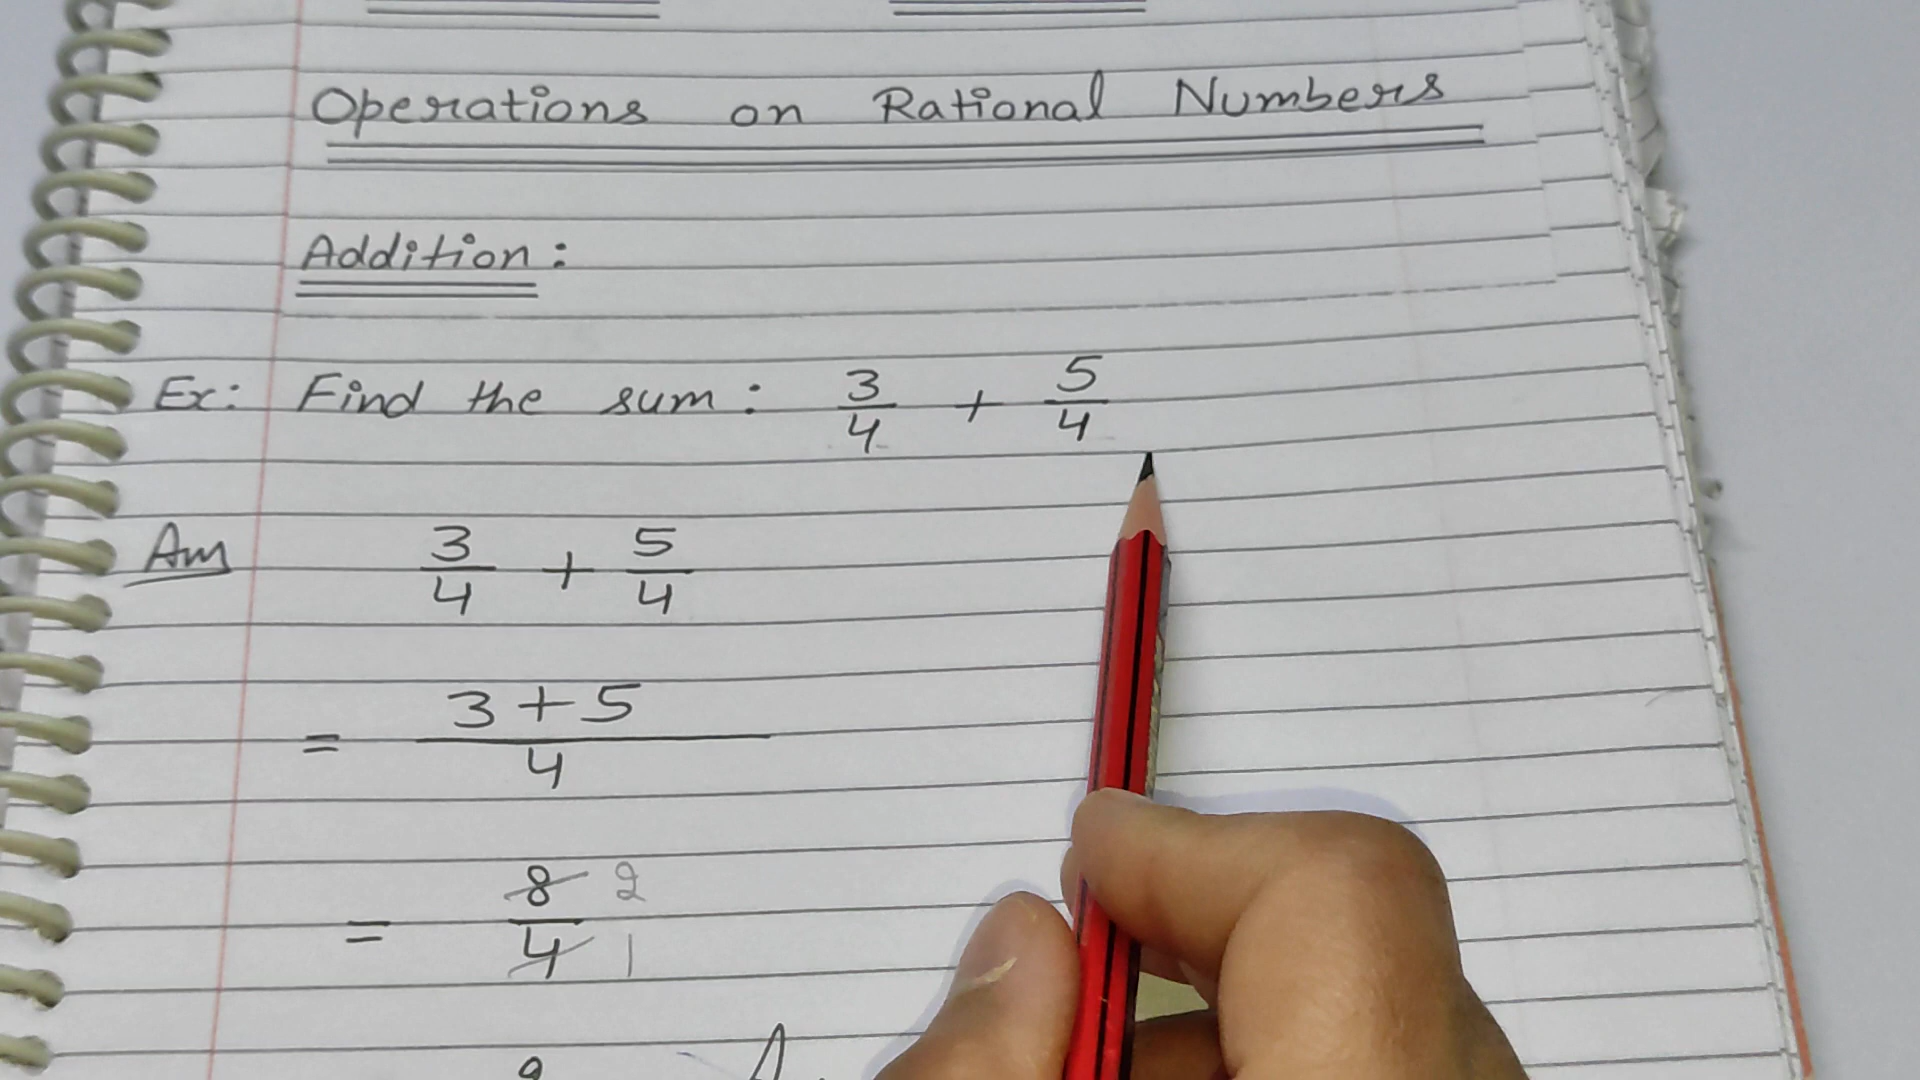 Operations on Rational Numbers
Addition:
Ex: Find the sum: 3/4 + 5/4
Ans 3/4 + 5/4
= 3+5/4
= 8/4 2 1